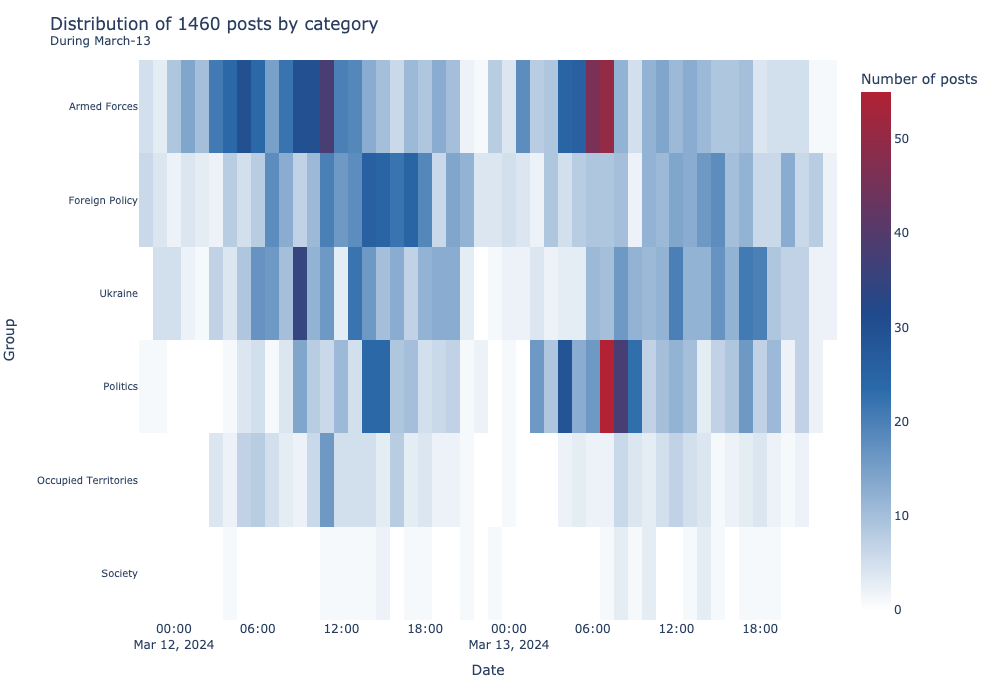 Distribution of 1460 posts by category
During March-13
Number of posts
50
40
30
20
10
0
Group
Armed Forces
Foreign Policy
Ukraine
Politics
Occupied Territories
Society
00:00 06:00 12:00 18:00 00:00 06:00 12:00 18:00
Mar 12, 2024 Mar 13, 2024
Date